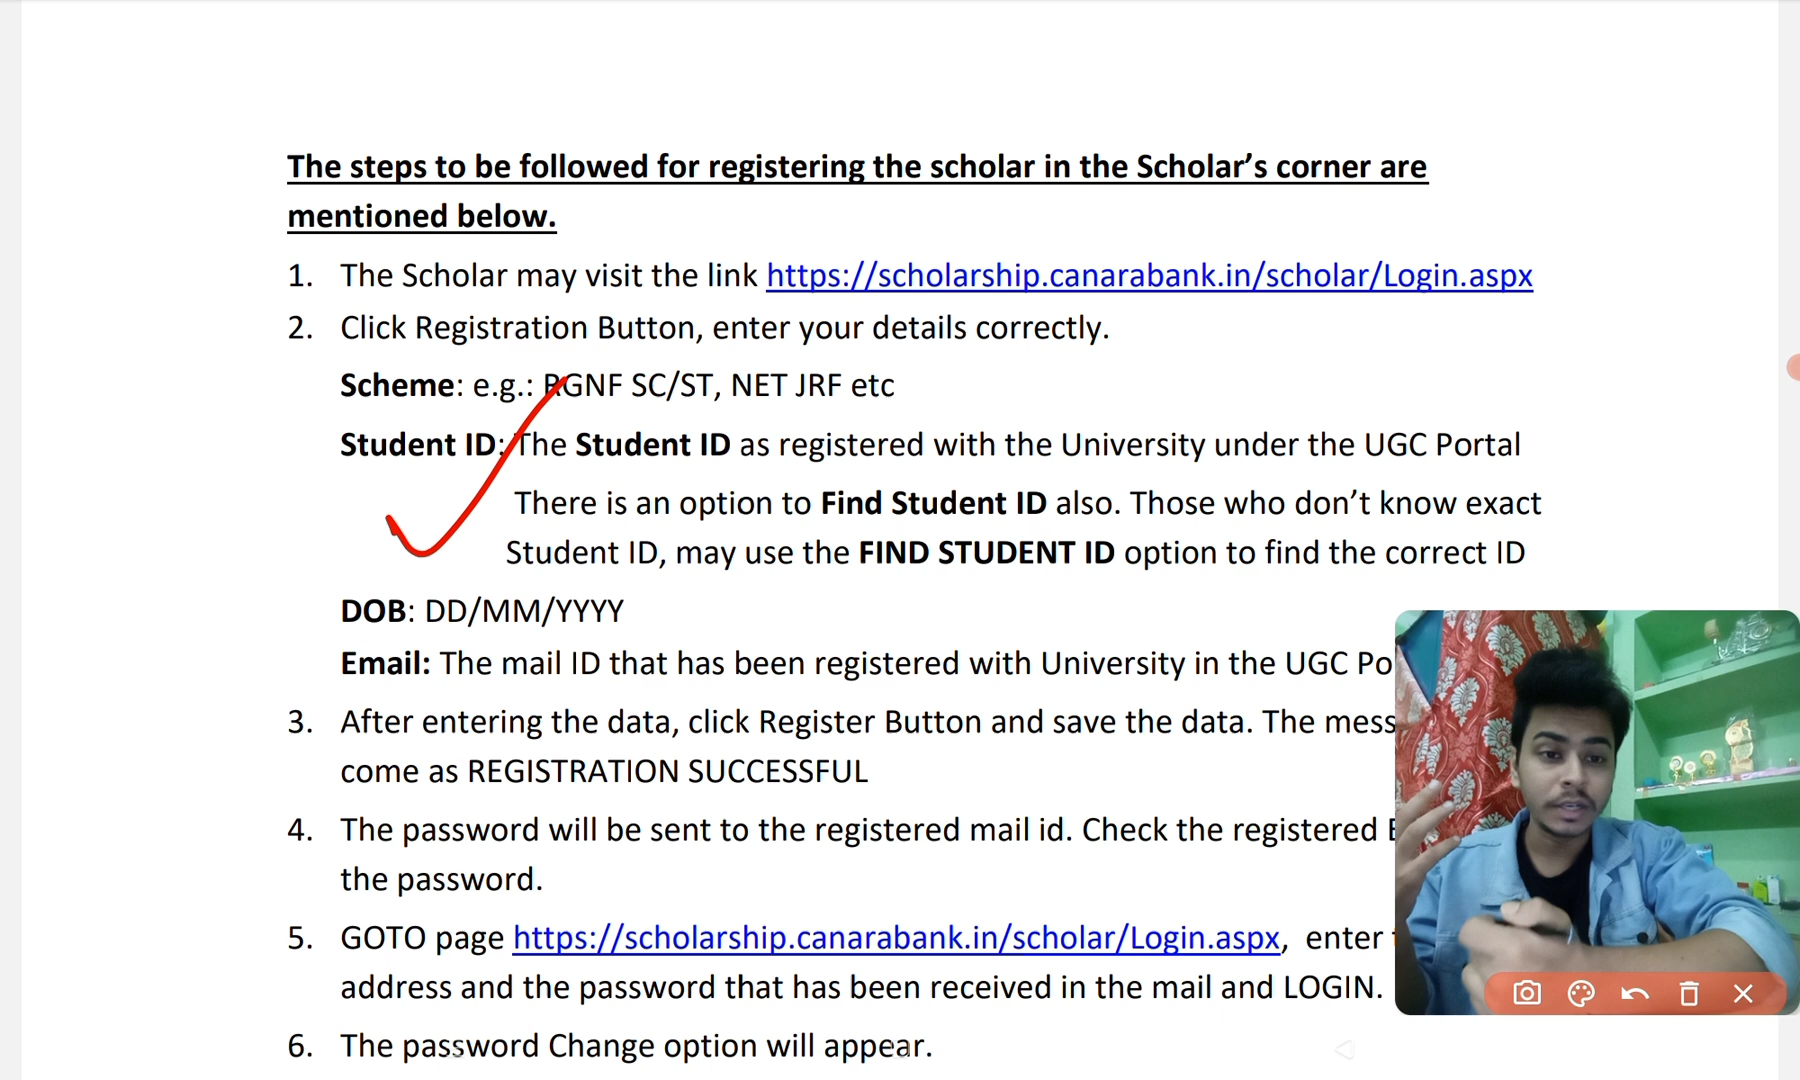 The steps to be followed for registering the scholar in the Scholar’s corner are
mentioned below.
1. The Scholar may visit the link https://scholarship.canarabank.in/scholar/Login.aspx
2. Click Registration Button, enter your details correctly.
Scheme: e.g.: RGNF SC/ST, NET JRF etc
Student ID: The Student ID as registered with the University under the UGC Portal
There is an option to Find Student ID also. Those who don’t know exact
Student ID, may use the FIND STUDENT ID option to find the correct ID
DOB: DD/MM/YYYY
Email: The mail ID that has been registered with University in the UGC Po
3. After entering the data, click Register Button and save the data. The mess
come as REGISTRATION SUCCESSFUL
4. The password will be sent to the registered mail id. Check the registered
the password.
5. GOTO page https://scholarship.canarabank.in/scholar/Login.aspx, enter
address and the password that has been received in the mail and LOGIN.
6. The password Change option will appear.